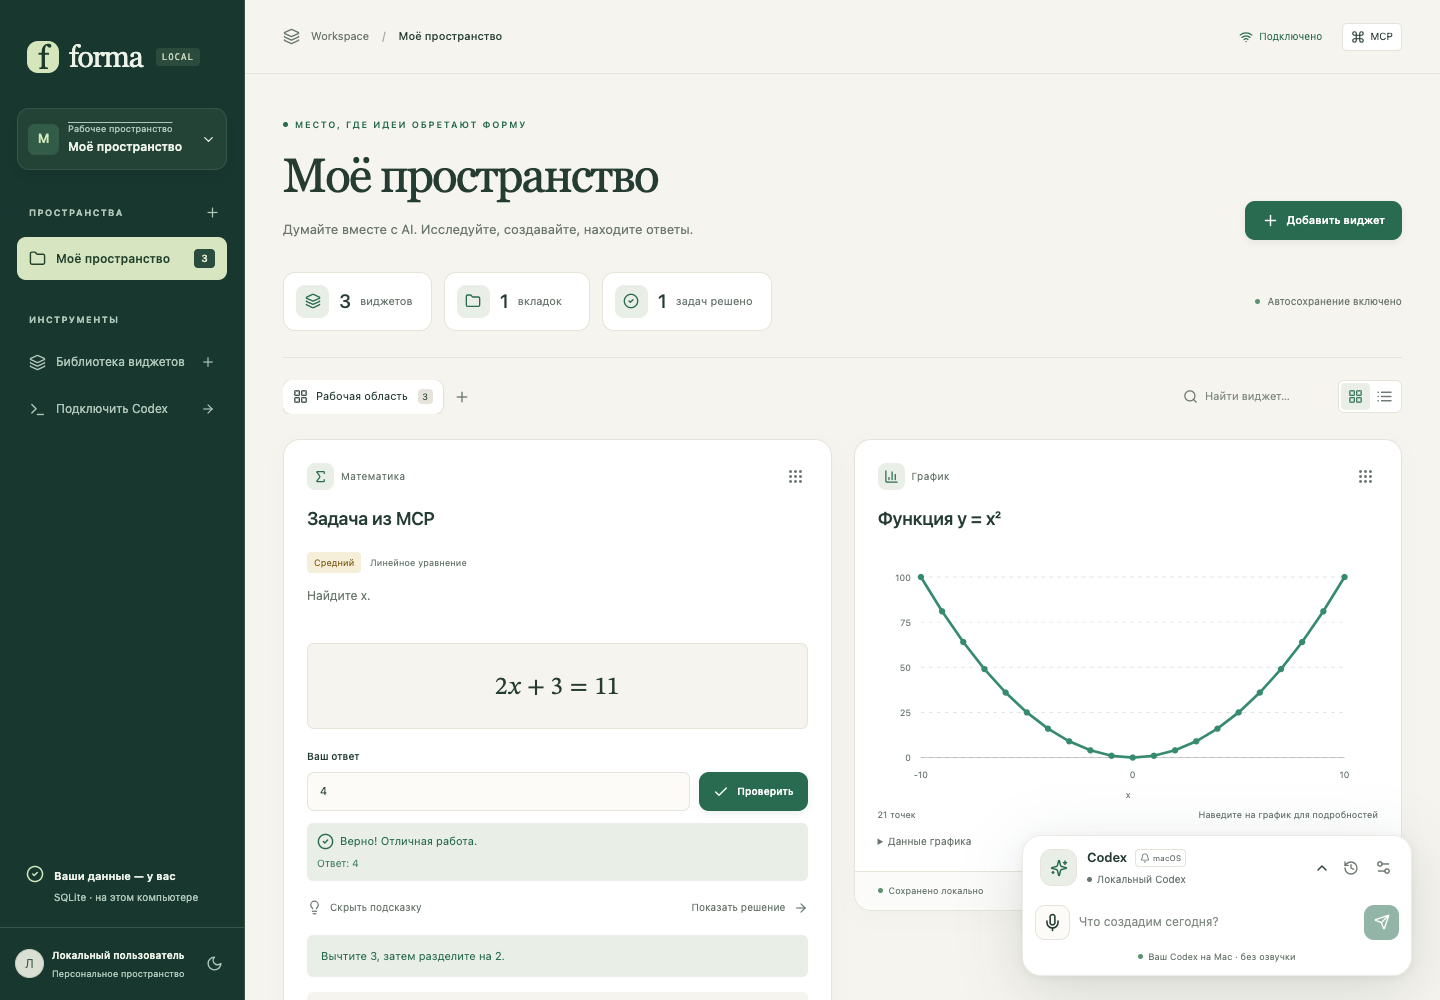 f forma LOCAL
M Рабочее пространство
Моё пространство
ПРОСТРАНСТВА
Моё пространство 3
ИНСТРУМЕНТЫ
Библиотека виджетов
Подключить Codex
Ваши данные — у вас
SQLite · на этом компьютере
Л Локальный пользователь
Персональное пространство
Workspace / Моё пространство
Подключено
MCP
МЕСТО, ГДЕ ИДЕИ ОБРЕТАЮТ ФОРМУ
Моё пространство
Думайте вместе с AI. Исследуйте, создавайте, находите ответы.
Добавить виджет
3 виджетов
1 вкладок
1 задач решено
Автосохранение включено
Рабочая область 3
Найти виджет...
Σ Математика
Задача из MCP
Средний Линейное уравнение
Найдите x.
2x + 3 = 11
Ваш ответ
4
Проверить
Верно! Отличная работа.
Ответ: 4
Скрыть подсказку
Показать решение
Вычтите 3, затем разделите на 2.
График
Функция y = x²
100
75
50
25
0
-10 0 10
x
21 точек
Наведите на график для подробностей
Данные графика
Сохранено локально
Codex macOS
Локальный Codex
Что создадим сегодня?
Ваш Codex на Mac · без озвучки